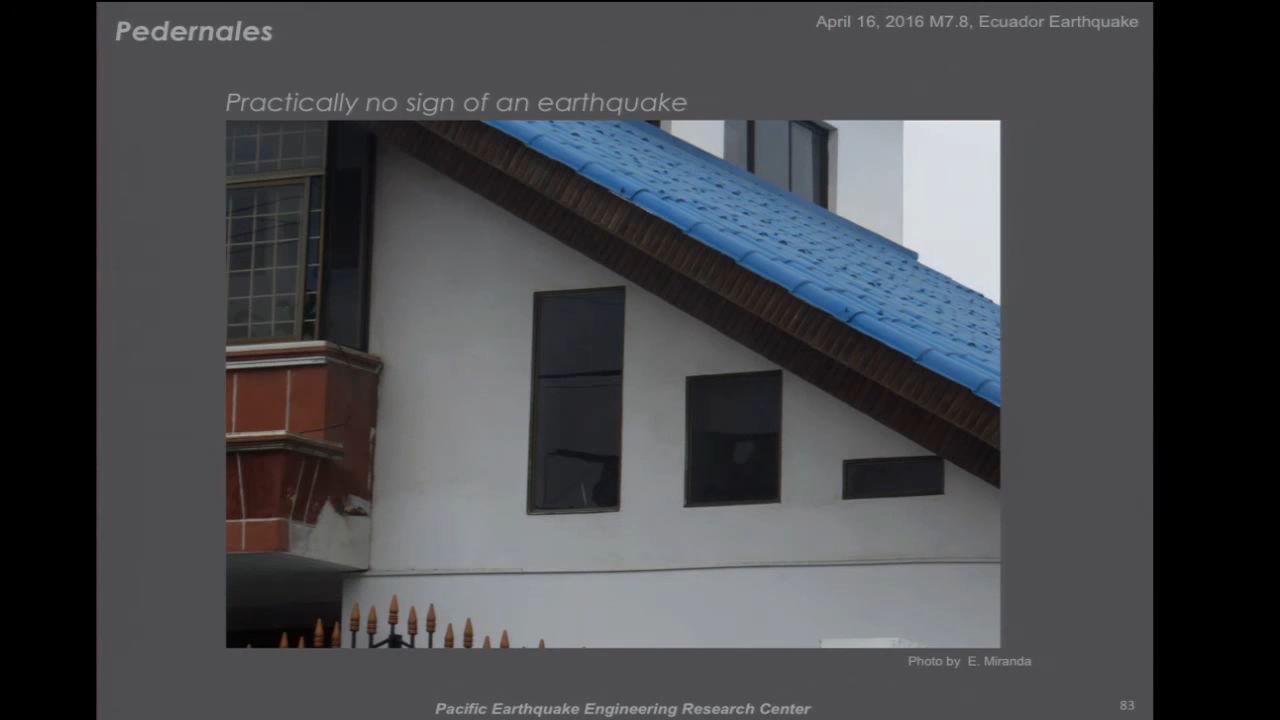 Pedernales
April 16, 2016 M7.8, Ecuador Earthquake
Practically no sign of an earthquake
Photo by E. Miranda
Pacific Earthquake Engineering Research Center
83